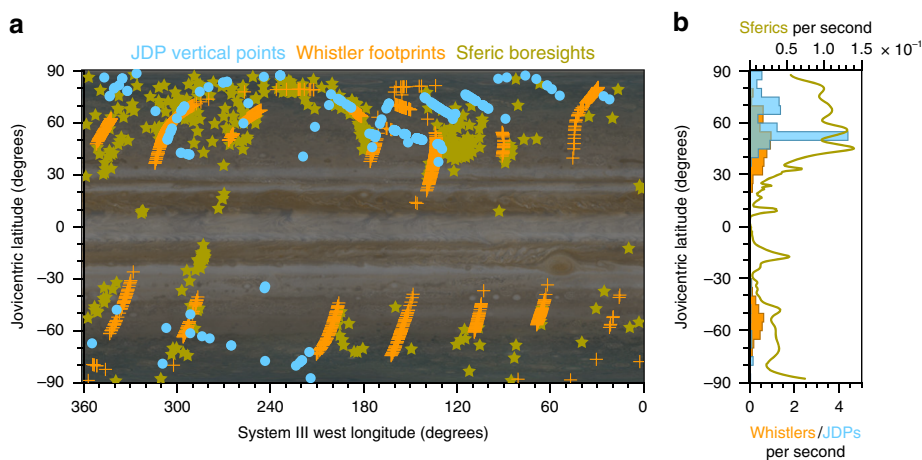 a
JDP vertical points Whistler footprints Sferic boresights
90
60
30
0
–30
–60
–90
Jovicentric latitude (degrees)
360 300 240 180 120 60 0
System III west longitude (degrees)
b
Sferics per second
0.5 1 1.5 × 10⁻¹
90
60
30
0
–30
–60
–90
Jovicentric latitude (degrees)
0 2 4
Whistlers/JDPs
per second